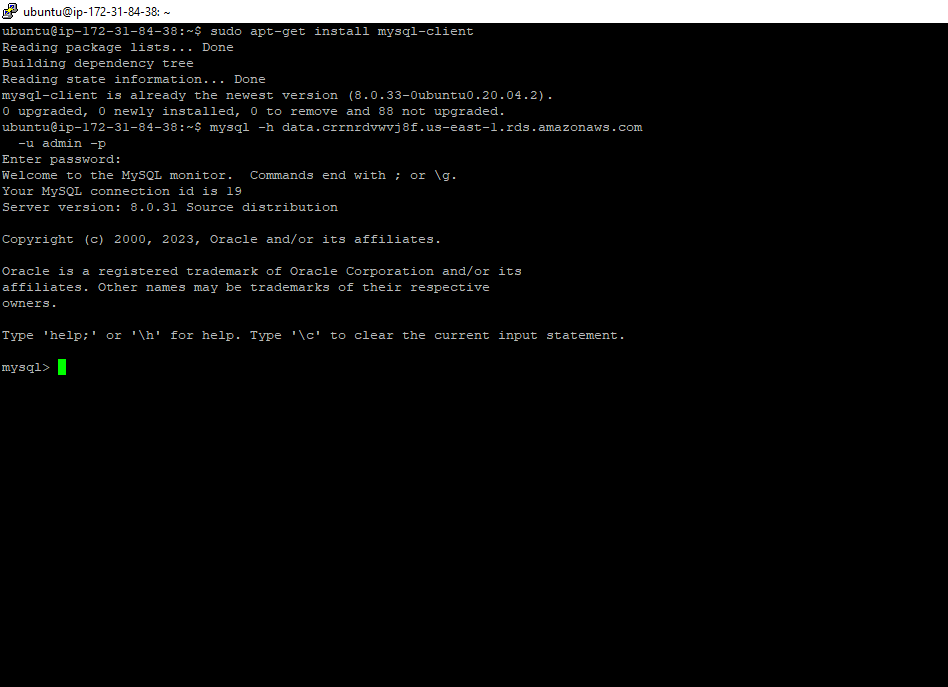 ubuntu@ip-172-31-84-38: ~
ubuntu@ip-172-31-84-38:~$ sudo apt-get install mysql-client
Reading package lists... Done
Building dependency tree
Reading state information... Done
mysql-client is already the newest version (8.0.33-0ubuntu0.20.04.2).
0 upgraded, 0 newly installed, 0 to remove and 88 not upgraded.
ubuntu@ip-172-31-84-38:~$ mysql -h data.crrnrdvwvj8f.us-east-1.rds.amazonaws.com
  -u admin -p
Enter password:
Welcome to the MySQL monitor.  Commands end with ; or \g.
Your MySQL connection id is 19
Server version: 8.0.31 Source distribution

Copyright (c) 2000, 2023, Oracle and/or its affiliates.

Oracle is a registered trademark of Oracle Corporation and/or its
affiliates. Other names may be trademarks of their respective
owners.

Type 'help;' or '\h' for help. Type '\c' to clear the current input statement.

mysql>